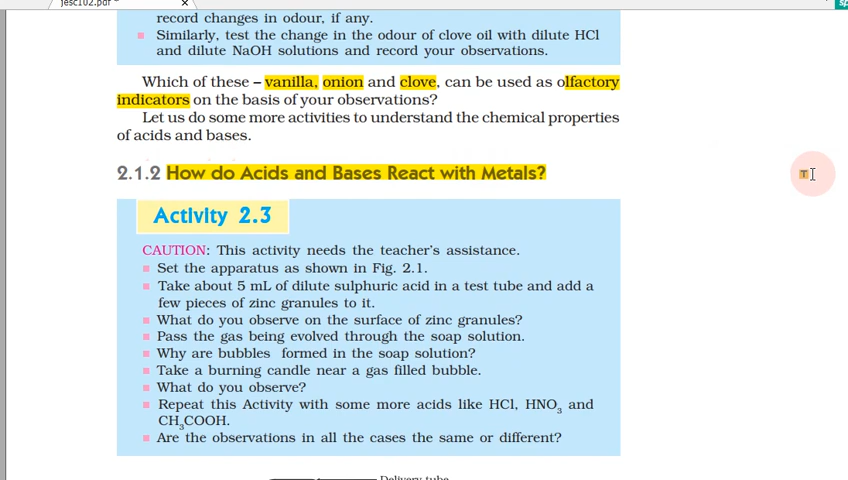 jesc102.pdf
record changes in odour, if any.
■ Similarly, test the change in the odour of clove oil with dilute HCl
and dilute NaOH solutions and record your observations.
Which of these – vanilla, onion and clove, can be used as olfactory
indicators on the basis of your observations?
Let us do some more activities to understand the chemical properties
of acids and bases.
2.1.2 How do Acids and Bases React with Metals?
Activity 2.3
CAUTION: This activity needs the teacher's assistance.
■ Set the apparatus as shown in Fig. 2.1.
■ Take about 5 mL of dilute sulphuric acid in a test tube and add a
few pieces of zinc granules to it.
■ What do you observe on the surface of zinc granules?
■ Pass the gas being evolved through the soap solution.
■ Why are bubbles formed in the soap solution?
■ Take a burning candle near a gas filled bubble.
■ What do you observe?
■ Repeat this Activity with some more acids like HCl, HNO₃ and
CH₃COOH.
■ Are the observations in all the cases the same or different?
Delivery tube
T